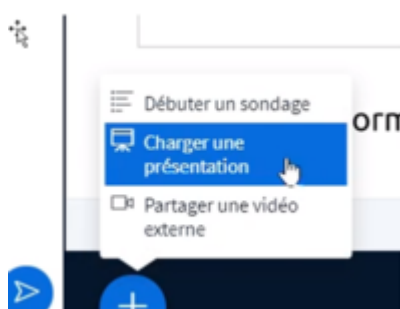 Débuter un sondage
orm
Charger une
présentation
Partager une vidéo
externe